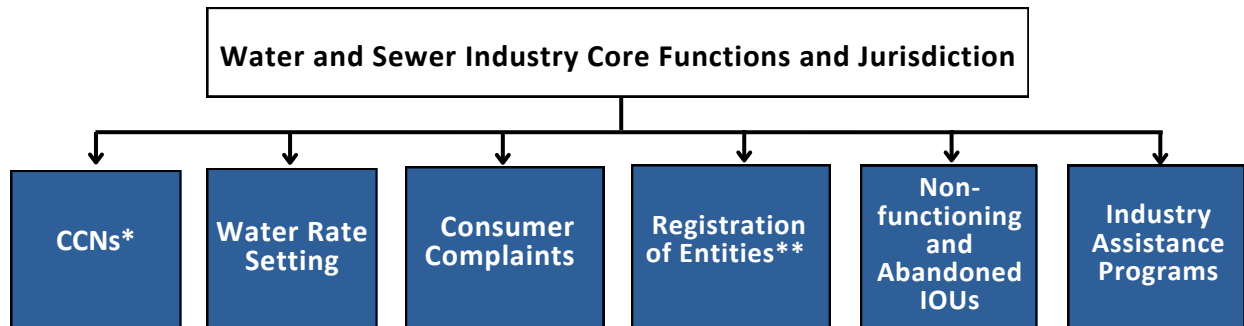 Water and Sewer Industry Core Functions and Jurisdiction
CCNs*
Water Rate
Setting
Consumer
Complaints
Registration
of Entities**
Non-
functioning
and
Abandoned
IOUs
Industry
Assistance
Programs